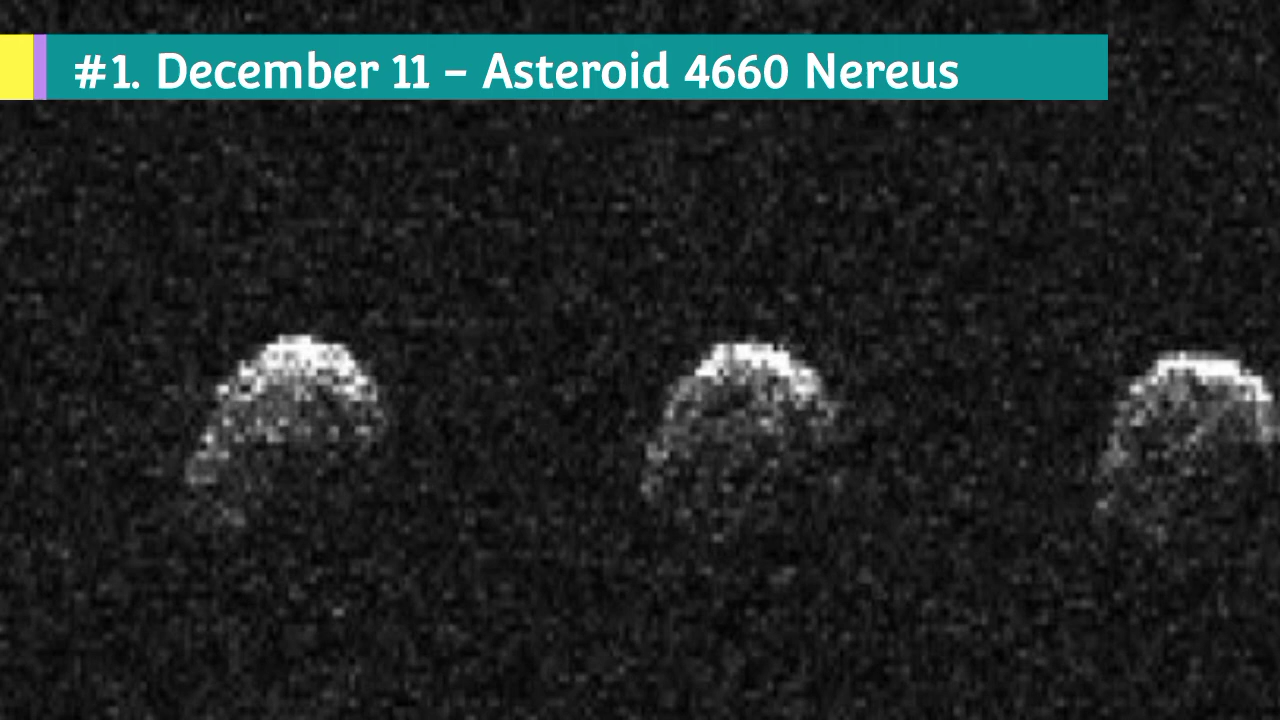 #1. December 11 – Asteroid 4660 Nereus